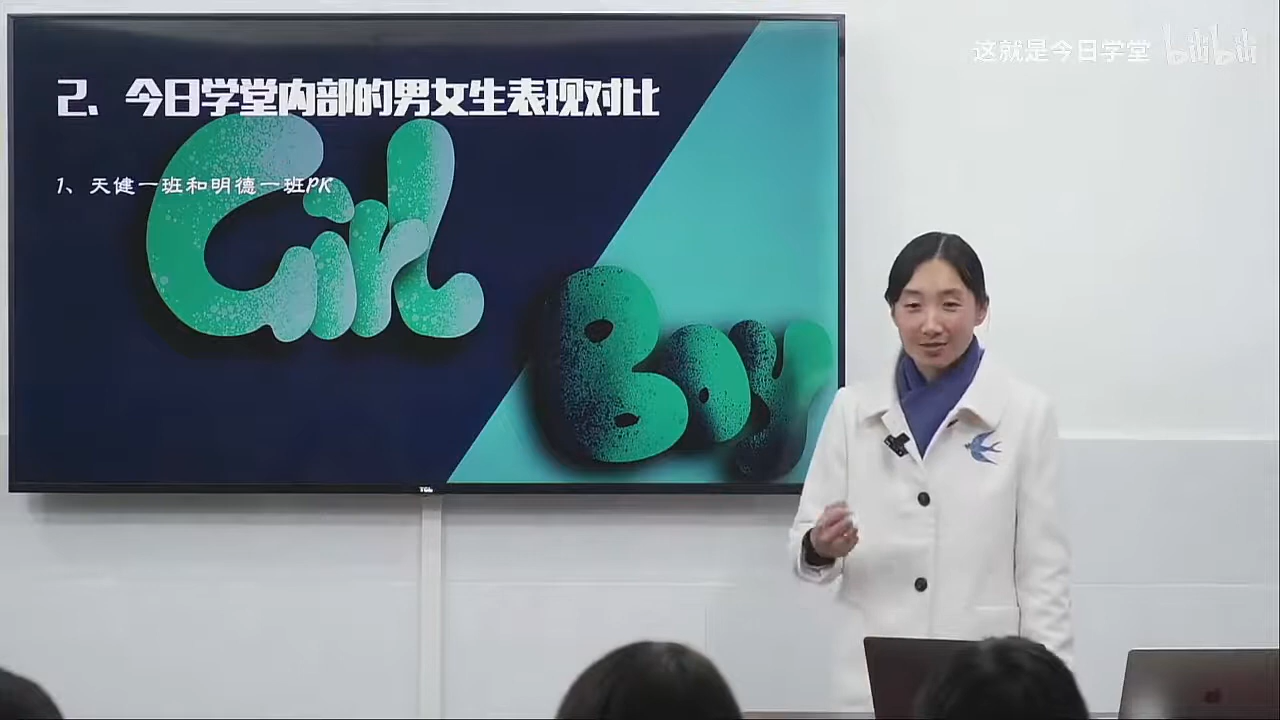 这就是今日学堂 bilibili
2、今日学堂内部的男女生表现对比
1、天健一班和明德一班PK
Girl
Boy
TCL